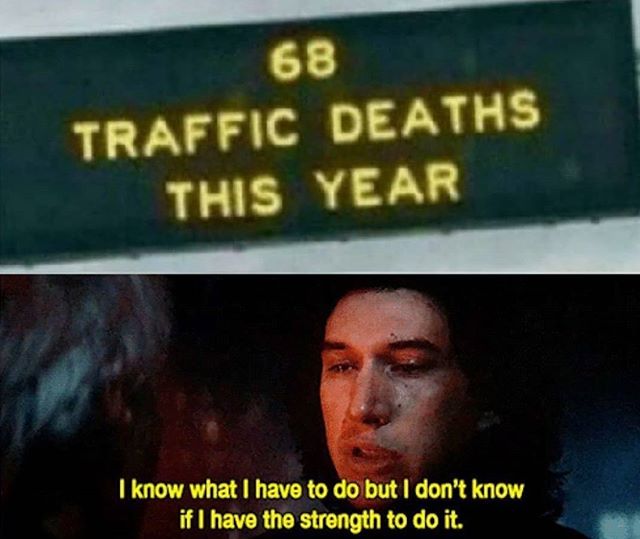 68
TRAFFIC DEATHS
THIS YEAR
I know what I have to do but I don't know
if I have the strength to do it.